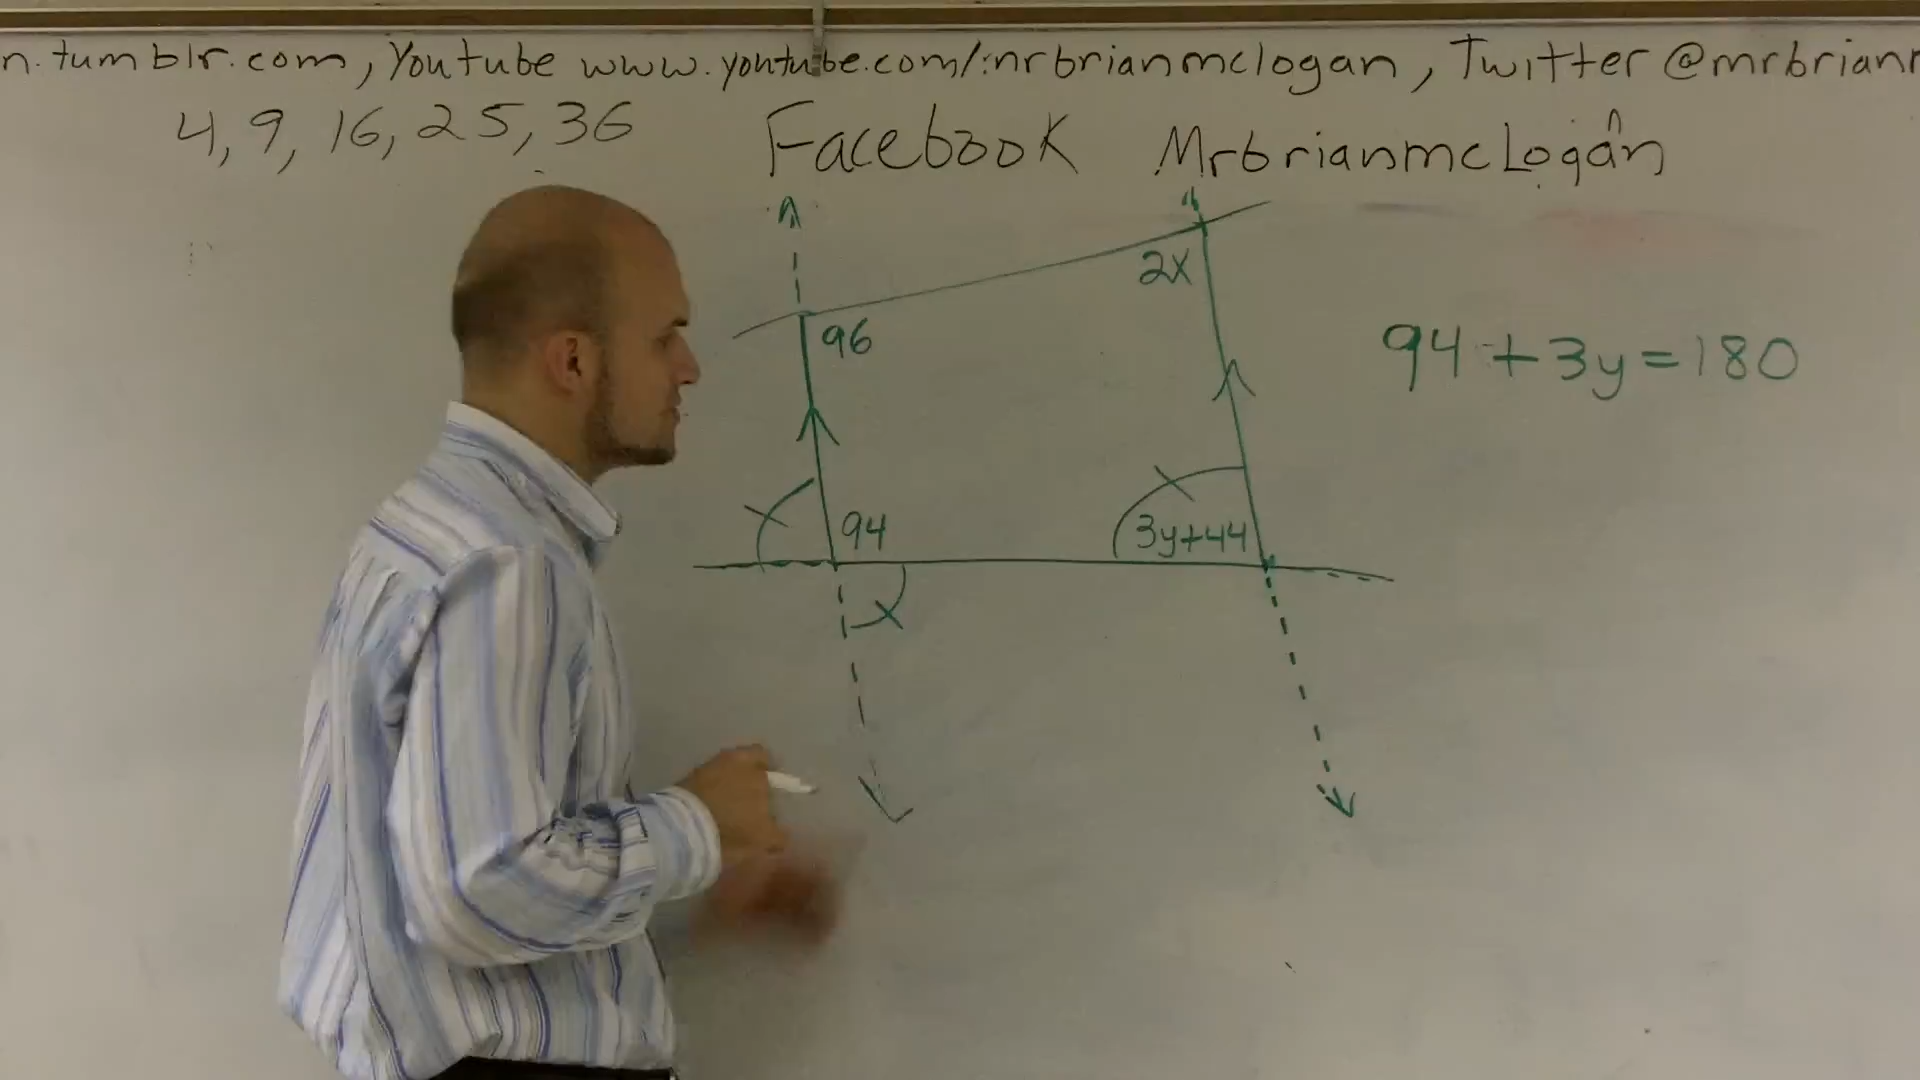 n.tumblr.com, Youtube www.youtube.com/mrbrianmclogan, Twitter @mrbrian
4, 9, 16, 25, 36
Facebook MrbrianmcLogan
2x
96
94 + 3y = 180
94
3y+44